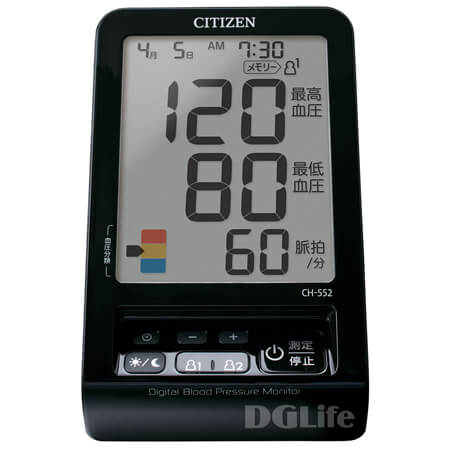 CITIZEN
4月 5日 AM 7:30
メモリー 1
120 最高血圧
80 最低血圧
60 脈拍/分
血圧分類
CH-552
− +
1 2
測定
停止
Digital Blood Pressure Monitor
DGLife